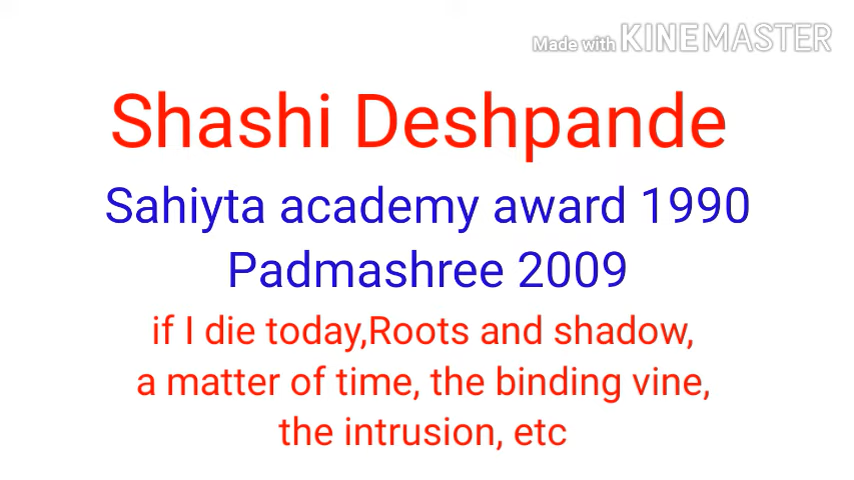 Made with KINEMASTER
Shashi Deshpande
Sahiyta academy award 1990
Padmashree 2009
if I die today,Roots and shadow,
a matter of time, the binding vine,
the intrusion, etc